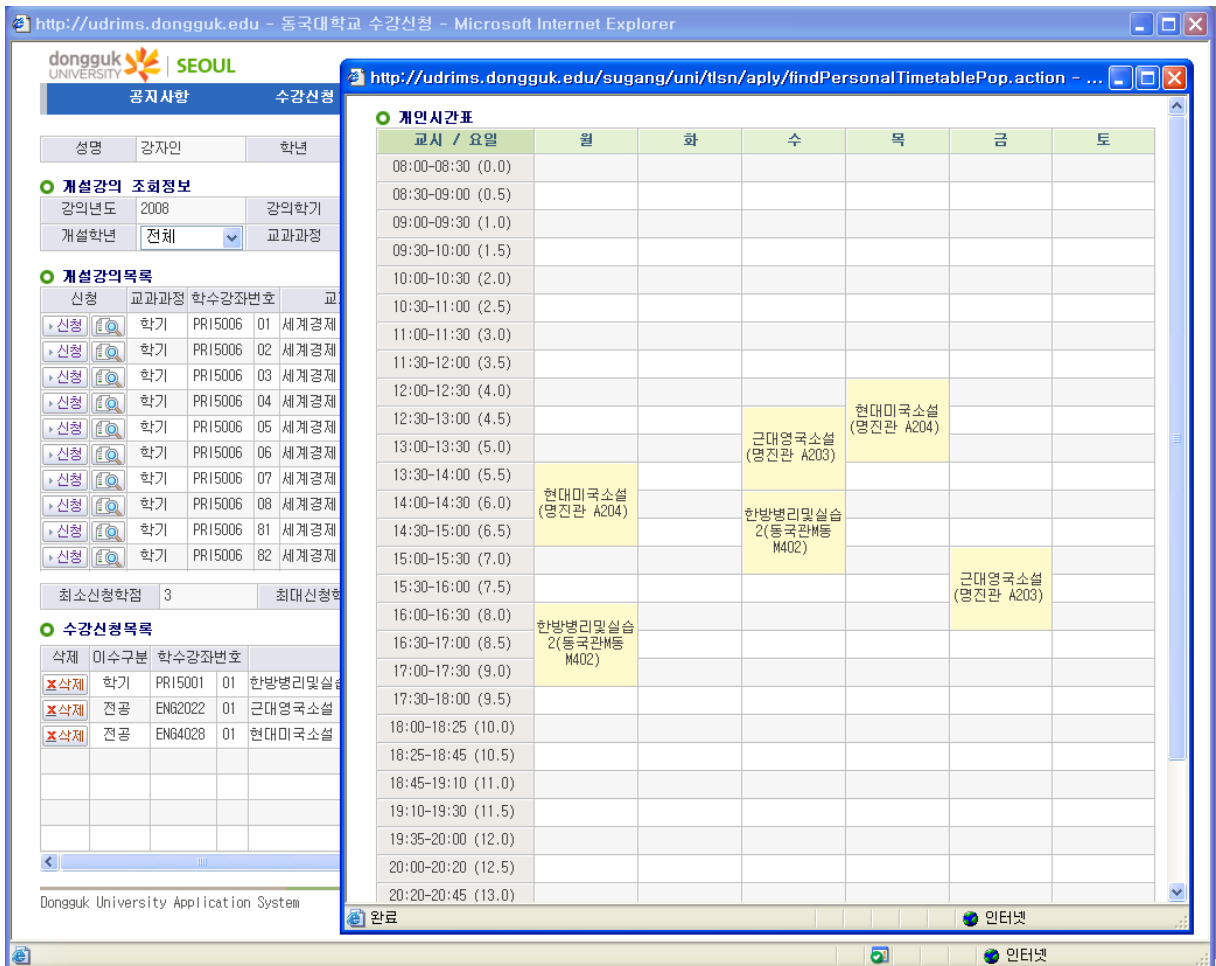 http://udrims.dongguk.edu - 동국대학교 수강신청 - Microsoft Internet Explorer
dongguk UNIVERSITY | SEOUL
공지사항 수강신청
성명 강자인 학년
개설강의 조회정보
강의년도 2008 강의학기
개설학년 전체 교과과정
개설강의목록
신청 교과과정 학수강좌번호 교
신청 학기 PRI5006 01 세계경제
신청 학기 PRI5006 02 세계경제
신청 학기 PRI5006 03 세계경제
신청 학기 PRI5006 04 세계경제
신청 학기 PRI5006 05 세계경제
신청 학기 PRI5006 06 세계경제
신청 학기 PRI5006 07 세계경제
신청 학기 PRI5006 08 세계경제
신청 학기 PRI5006 81 세계경제
신청 학기 PRI5006 82 세계경제
최소신청학점 3 최대신청학
수강신청목록
삭제 이수구분 학수강좌번호
삭제 학기 PRI5001 01 한방병리및실습
삭제 전공 ENG2022 01 근대영국소설
삭제 전공 ENG4028 01 현대미국소설
Dongguk University Application System
http://udrims.dongguk.edu/sugang/uni/tlsn/aply/findPersonalTimetablePop.action - ...
개인시간표
교시 / 요일 월 화 수 목 금 토
08:00-08:30 (0.0)
08:30-09:00 (0.5)
09:00-09:30 (1.0)
09:30-10:00 (1.5)
10:00-10:30 (2.0)
10:30-11:00 (2.5)
11:00-11:30 (3.0)
11:30-12:00 (3.5)
12:00-12:30 (4.0)
12:30-13:00 (4.5)
13:00-13:30 (5.0)
13:30-14:00 (5.5)
14:00-14:30 (6.0)
14:30-15:00 (6.5)
15:00-15:30 (7.0)
15:30-16:00 (7.5)
16:00-16:30 (8.0)
16:30-17:00 (8.5)
17:00-17:30 (9.0)
17:30-18:00 (9.5)
18:00-18:25 (10.0)
18:25-18:45 (10.5)
18:45-19:10 (11.0)
19:10-19:30 (11.5)
19:35-20:00 (12.0)
20:00-20:20 (12.5)
20:20-20:45 (13.0)
현대미국소설
(명진관 A204)
한방병리및실습
2(동국관M동
M402)
근대영국소설
(명진관 A203)
한방병리및실습
2(동국관M동
M402)
현대미국소설
(명진관 A204)
근대영국소설
(명진관 A203)
완료 인터넷
인터넷